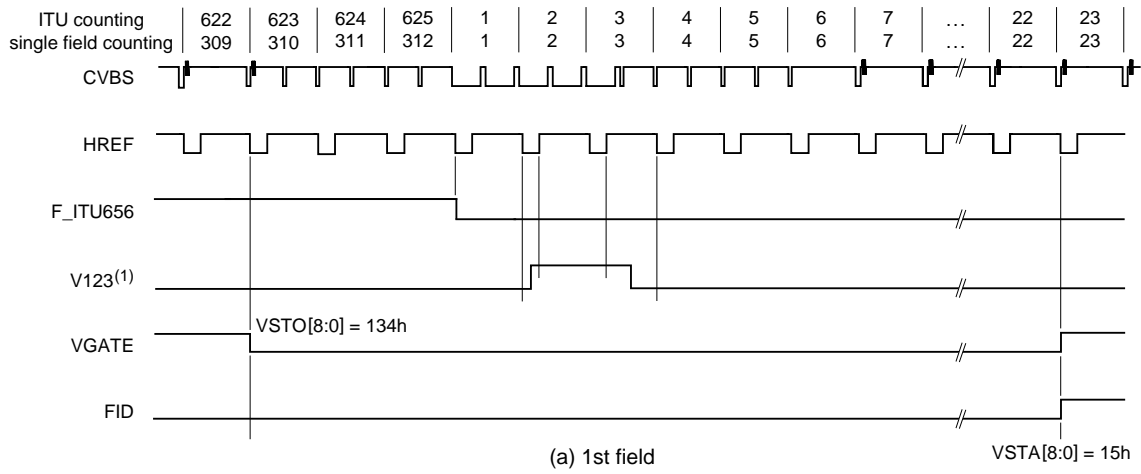 ITU counting 622 623 624 625 1 2 3 4 5 6 7 ... 22 23
single field counting 309 310 311 312 1 2 3 4 5 6 7 ... 22 23
CVBS
HREF
F_ITU656
V123(1)
VSTO[8:0] = 134h
VGATE
FID
(a) 1st field
VSTA[8:0] = 15h